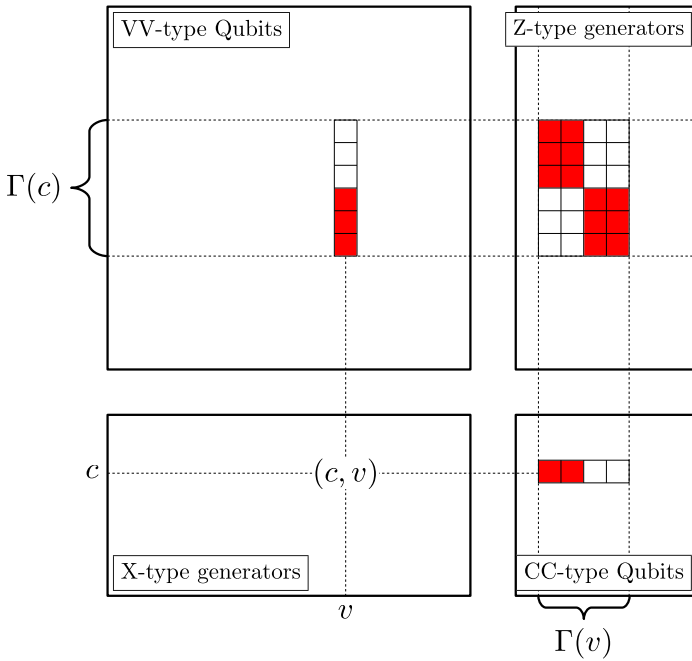 VV-type Qubits
Z-type generators
Γ(c)
c
(c, v)
X-type generators
CC-type Qubits
v
Γ(v)